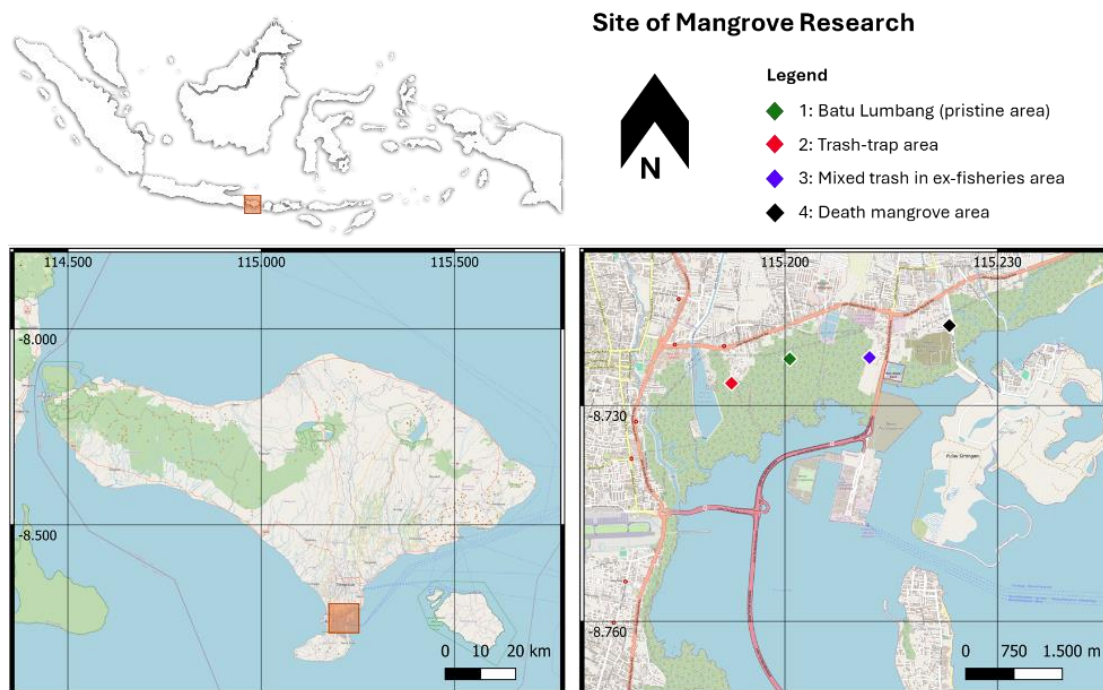 Site of Mangrove Research
Legend
1: Batu Lumbang (pristine area)
2: Trash-trap area
3: Mixed trash in ex-fisheries area
4: Death mangrove area
N
114.500
115.000
115.500
-8.000
-8.500
0 10 20 km
115.200
115.230
-8.730
-8.760
0 750 1.500 m